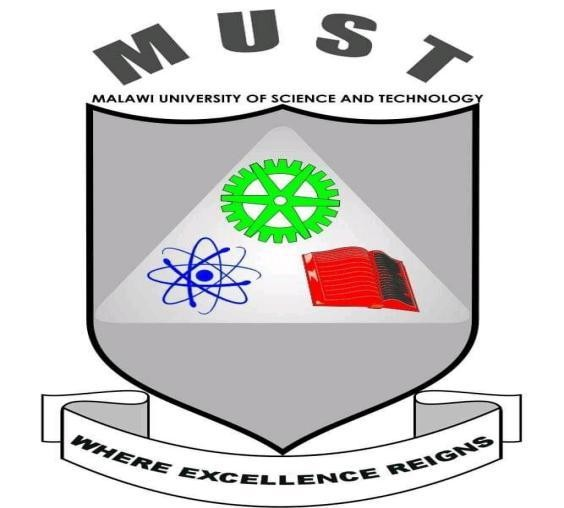 MUST
MALAWI UNIVERSITY OF SCIENCE AND TECHNOLOGY
WHERE EXCELLENCE REIGNS